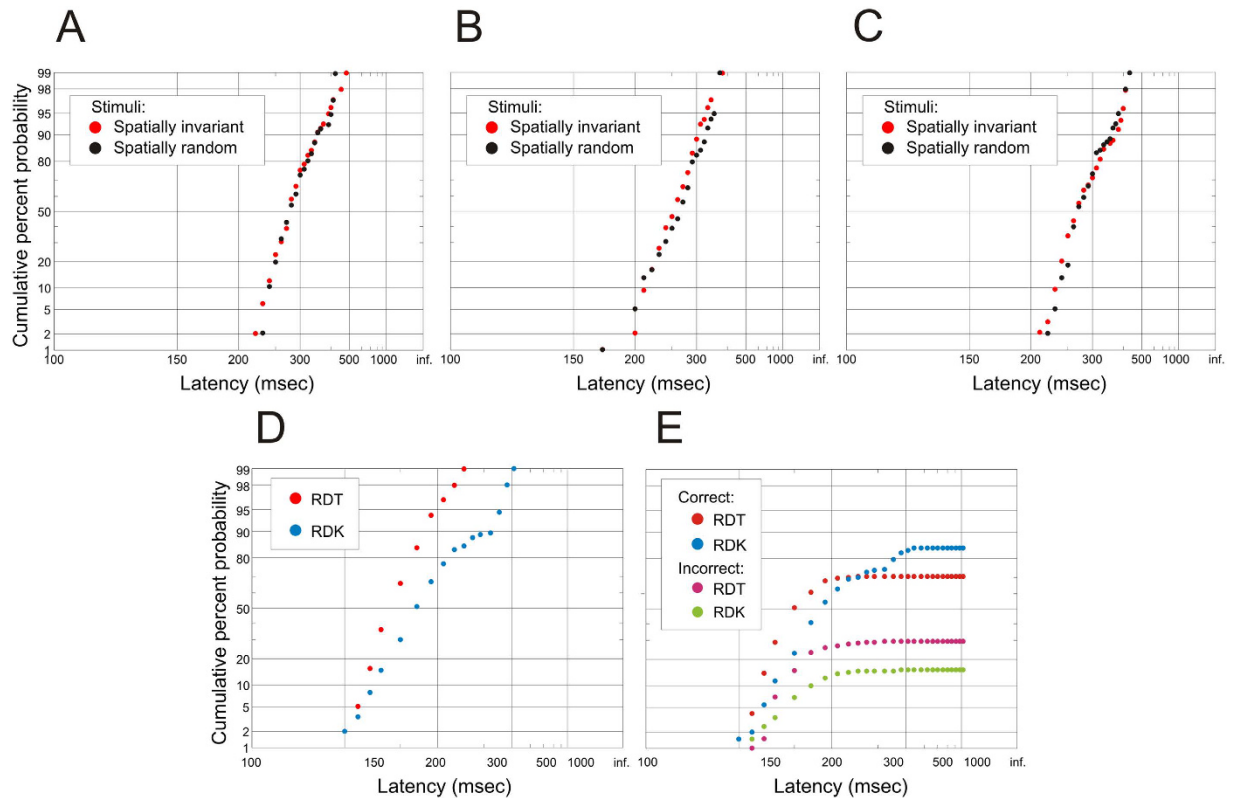 A
B
C
Cumulative percent probability
99
98
95
90
80
50
20
10
5
2
1
Stimuli:
Spatially invariant
Spatially random
100 150 200 300 500 1000 inf.
Latency (msec)
Stimuli:
Spatially invariant
Spatially random
100 150 200 300 500 1000 inf.
Latency (msec)
Stimuli:
Spatially invariant
Spatially random
100 150 200 300 500 1000 inf.
Latency (msec)
D
E
Cumulative percent probability
99
98
95
90
80
50
20
10
5
2
1
RDT
RDK
100 150 200 300 500 1000 inf.
Latency (msec)
Cumulative percent probability
Correct:
RDT
RDK
Incorrect:
RDT
RDK
100 150 200 300 500 1000 inf.
Latency (msec)